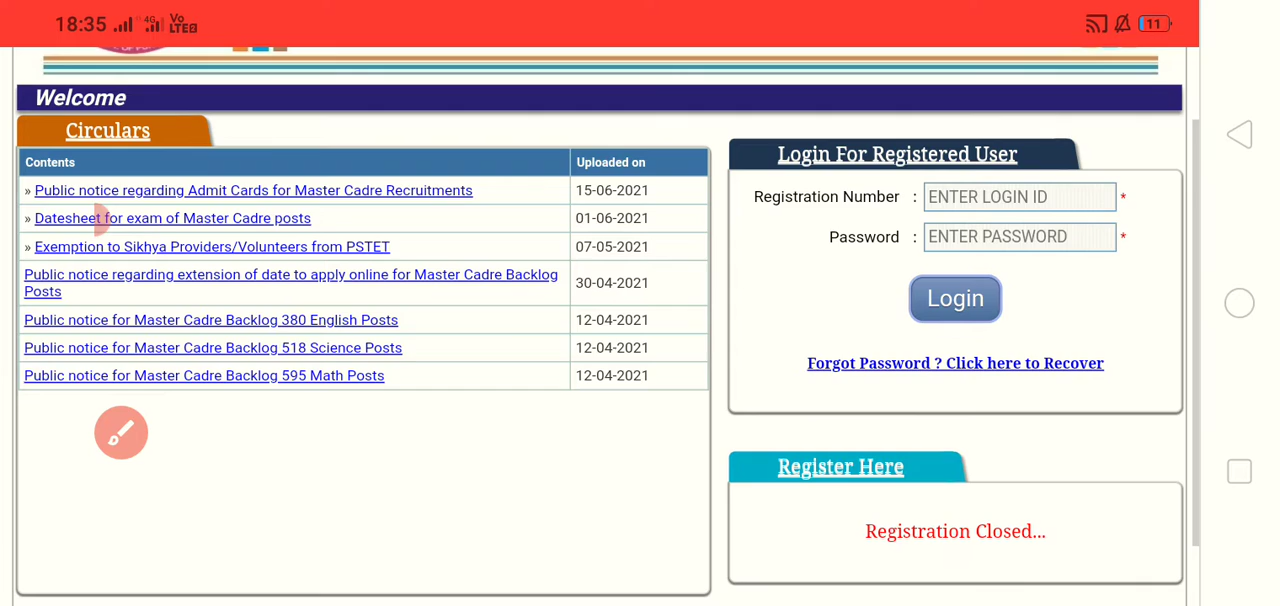 18:35 4G Vo LTE 11
Welcome
Circulars
Contents Uploaded on
» Public notice regarding Admit Cards for Master Cadre Recruitments 15-06-2021
» Datesheet for exam of Master Cadre posts 01-06-2021
» Exemption to Sikhya Providers/Volunteers from PSTET 07-05-2021
Public notice regarding extension of date to apply online for Master Cadre Backlog
Posts 30-04-2021
Public notice for Master Cadre Backlog 380 English Posts 12-04-2021
Public notice for Master Cadre Backlog 518 Science Posts 12-04-2021
Public notice for Master Cadre Backlog 595 Math Posts 12-04-2021
Login For Registered User
Registration Number : ENTER LOGIN ID *
Password : ENTER PASSWORD *
Login
Forgot Password ? Click here to Recover
Register Here
Registration Closed...